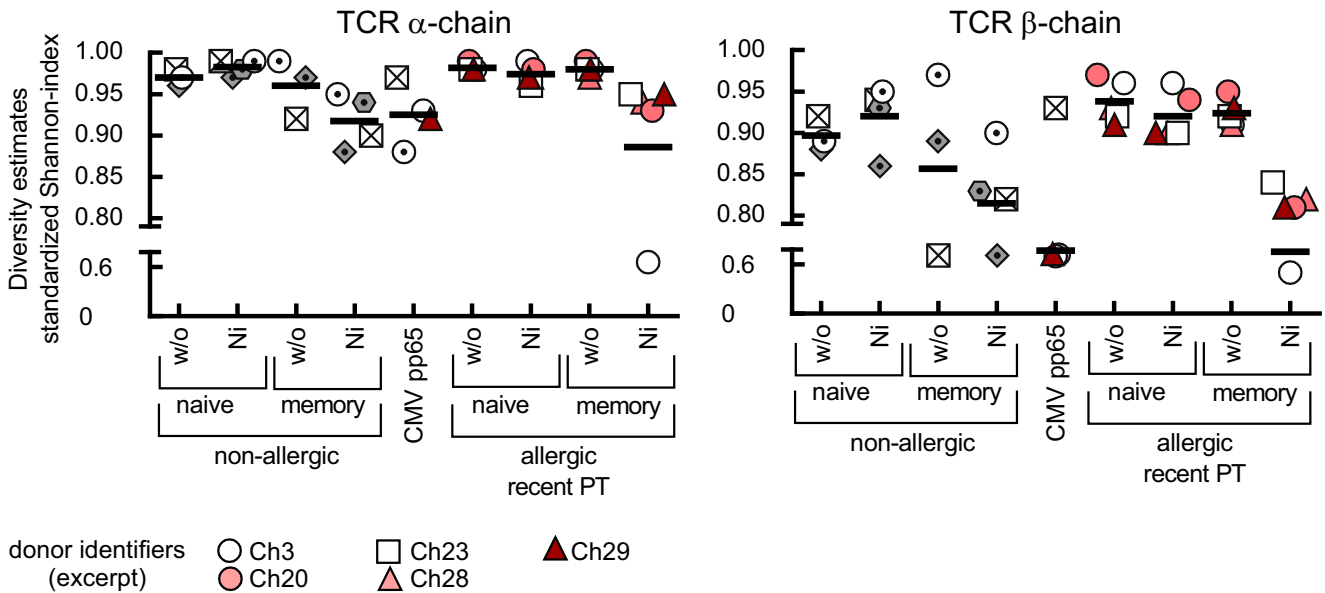 TCR α-chain
TCR β-chain
Diversity estimates
standardized Shannon-index
1.00
0.95
0.90
0.85
0.80
0.6
0
w/o
Ni
w/o
Ni
CMV pp65
w/o
Ni
w/o
Ni
naive
memory
naive
memory
non-allergic
allergic
recent PT
1.00
0.95
0.90
0.85
0.80
0.6
0
w/o
Ni
w/o
Ni
CMV pp65
w/o
Ni
w/o
Ni
naive
memory
naive
memory
non-allergic
allergic
recent PT
donor identifiers
(excerpt)
Ch3
Ch23
Ch29
Ch20
Ch28